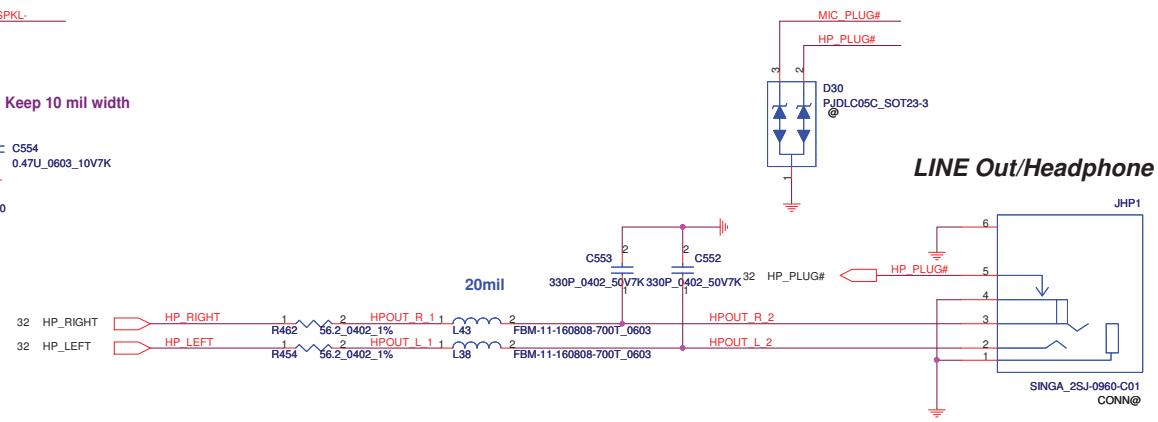 SPKL-
MIC_PLUG#
HP_PLUG#
3
2
D30
PJDLC05C_SOT23-3
@
1
Keep 10 mil width
C554
0.47U_0603_10V7K
0
LINE Out/Headphone
JHP1
6
2
2
C553
C552
330P_0402_50V7K
330P_0402_50V7K
1
1
32 HP_PLUG#
HP_PLUG#
5
20mil
4
32 HP_RIGHT
HP_RIGHT
1
2
R462
56.2_0402_1%
HPOUT_R_1
1
2
L43
FBM-11-160808-700T_0603
HPOUT_R_2
3
32 HP_LEFT
HP_LEFT
1
2
R454
56.2_0402_1%
HPOUT_L_1
1
2
L38
FBM-11-160808-700T_0603
HPOUT_L_2
2
1
SINGA_2SJ-0960-C01
CONN@